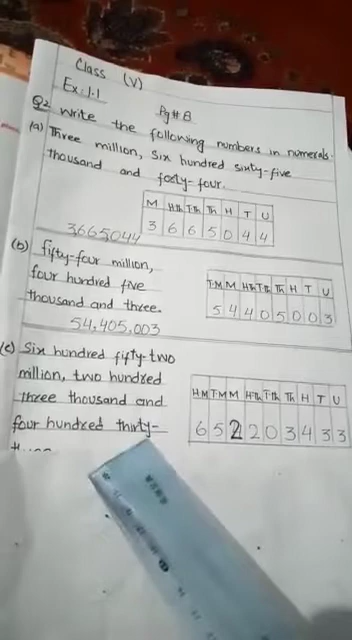 Class (V)
Ex: 1.1
Pg # 8
Q2 Write the following numbers in numerals.
(a) Three million, six hundred sixty-five
thousand and forty-four.
M H.Th T.Th Th H T U
3 6 6 5 0 4 4
3665044
(b) fifty-four million,
four hundred five
thousand and three.
54,405,003
T.M M H.Th T.Th Th H T U
5 4 4 0 5 0 0 3
(c) Six hundred fifty-two
million, two hundred
three thousand and
four hundred thirty-
H.M T.M M H.Th T.Th Th H T U
6 5 2 2 0 3 4 3 3